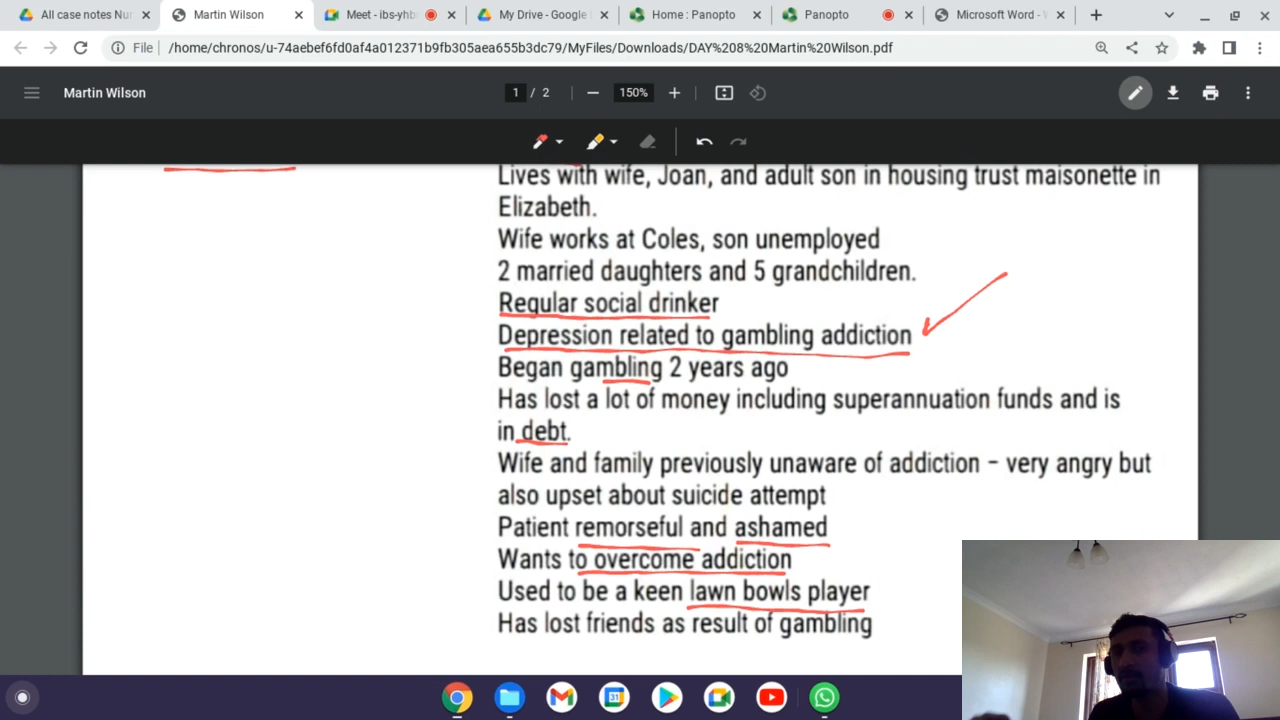 All case notes Nur
Martin Wilson
Meet - ibs-yhb
My Drive - Google
Home : Panopto
Panopto
Microsoft Word -
File
/home/chronos/u-74aebef6fd0af4a012371b9fb305aea655b3dc79/MyFiles/Downloads/DAY%208%20Martin%20Wilson.pdf
Martin Wilson
1 / 2
150%
Lives with wife, Joan, and adult son in housing trust maisonette in
Elizabeth.
Wife works at Coles, son unemployed
2 married daughters and 5 grandchildren.
Regular social drinker
Depression related to gambling addiction
Began gambling 2 years ago
Has lost a lot of money including superannuation funds and is
in debt.
Wife and family previously unaware of addiction - very angry but
also upset about suicide attempt
Patient remorseful and ashamed
Wants to overcome addiction
Used to be a keen lawn bowls player
Has lost friends as result of gambling
31